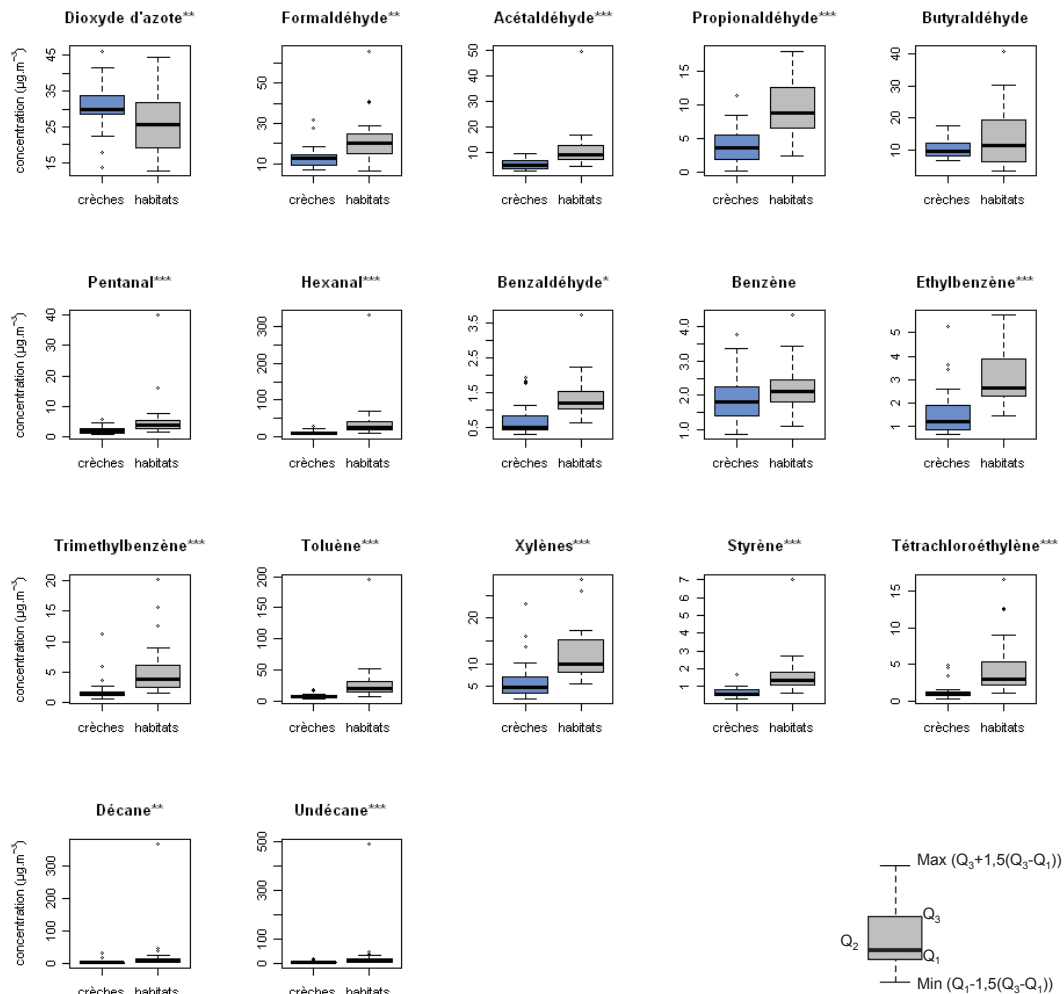 Dioxyde d'azote** Formaldéhyde** Acétaldéhyde*** Propionaldéhyde*** Butyraldéhyde
concentration (µg.m⁻³)
15 25 35 45
10 30 50
10 20 30 40 50
0 5 10 15
10 20 30 40
crèches habitats crèches habitats crèches habitats crèches habitats crèches habitats
Pentanal*** Hexanal*** Benzaldéhyde* Benzène Ethylbenzène***
concentration (µg.m⁻³)
0 10 20 30 40
0 50 100 200 300
0.5 1.5 2.5 3.5
1.0 2.0 3.0 4.0
1 2 3 4 5
crèches habitats crèches habitats crèches habitats crèches habitats crèches habitats
Trimethylbenzène*** Toluène*** Xylènes*** Styrène*** Tétrachloroéthylène***
concentration (µg.m⁻³)
0 5 10 15 20
0 50 100 150 200
5 10 20
1 2 3 4 5 6 7
0 5 10 15
crèches habitats crèches habitats crèches habitats crèches habitats crèches habitats
Décane** Undécane***
concentration (µg.m⁻³)
0 100 200 300
0 100 200 300 400 500
crèches habitats crèches habitats
Max (Q₃+1,5(Q₃-Q₁))
Q₃
Q₂
Q₁
Min (Q₁-1,5(Q₃-Q₁))